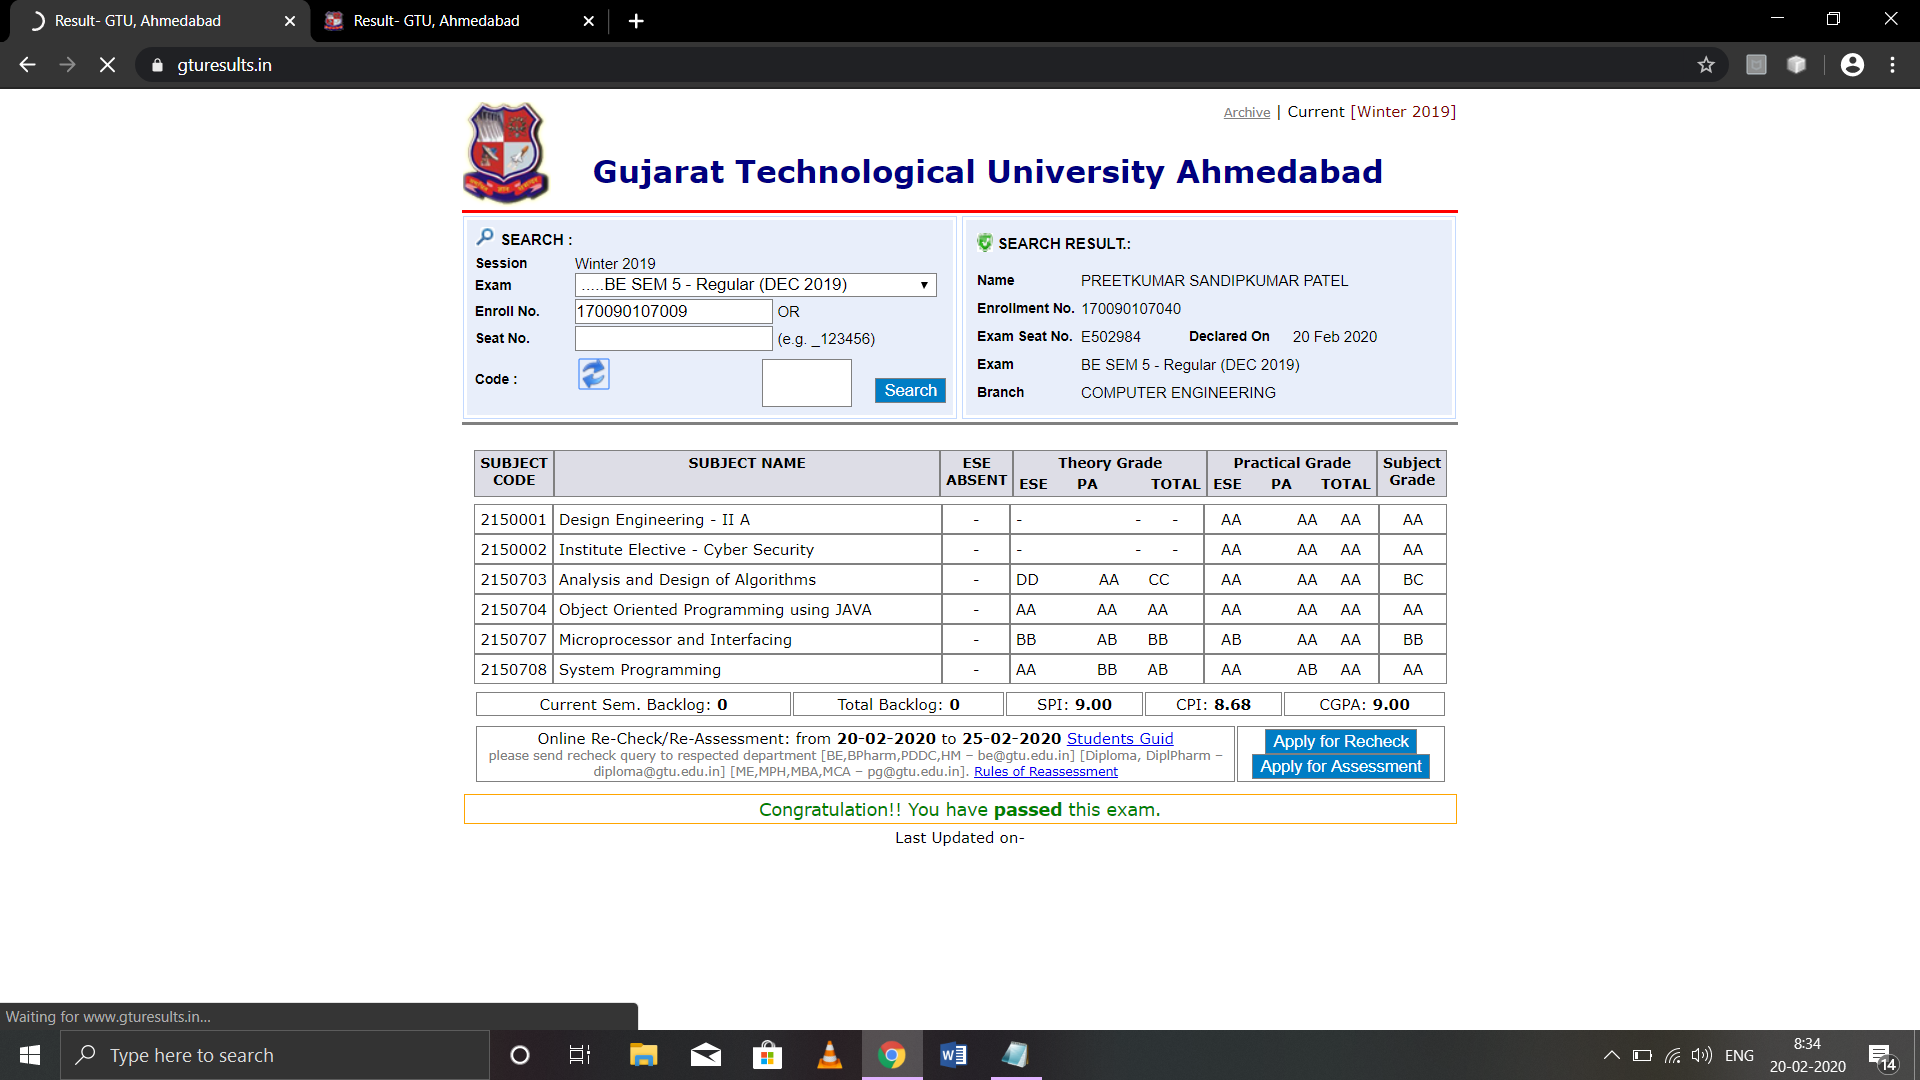 Result- GTU, Ahmedabad
Result- GTU, Ahmedabad
gturesults.in
Archive | Current [Winter 2019]
Gujarat Technological University Ahmedabad
SEARCH :
Session Winter 2019
Exam .....BE SEM 5 - Regular (DEC 2019)
Enroll No. 170090107009 OR
Seat No. (e.g. _123456)
Code : Search
SEARCH RESULT.:
Name PREETKUMAR SANDIPKUMAR PATEL
Enrollment No. 170090107040
Exam Seat No. E502984 Declared On 20 Feb 2020
Exam BE SEM 5 - Regular (DEC 2019)
Branch COMPUTER ENGINEERING
SUBJECT CODE SUBJECT NAME ESE ABSENT Theory Grade Practical Grade Subject Grade
ESE PA TOTAL ESE PA TOTAL
2150001 Design Engineering - II A - - - - AA AA AA AA
2150002 Institute Elective - Cyber Security - - - - AA AA AA AA
2150703 Analysis and Design of Algorithms - DD AA CC AA AA AA BC
2150704 Object Oriented Programming using JAVA - AA AA AA AA AA AA AA
2150707 Microprocessor and Interfacing - BB AB BB AB AA AA BB
2150708 System Programming - AA BB AB AA AB AA AA
Current Sem. Backlog: 0 Total Backlog: 0 SPI: 9.00 CPI: 8.68 CGPA: 9.00
Online Re-Check/Re-Assessment: from 20-02-2020 to 25-02-2020 Students Guid
please send recheck query to respected department [BE,BPharm,PDDC,HM – be@gtu.edu.in] [Diploma, DiplPharm –
diploma@gtu.edu.in] [ME,MPH,MBA,MCA – pg@gtu.edu.in]. Rules of Reassessment
Apply for Recheck
Apply for Assessment
Congratulation!! You have passed this exam.
Last Updated on-
Waiting for www.gturesults.in...
Type here to search
ENG
8:34
20-02-2020
14